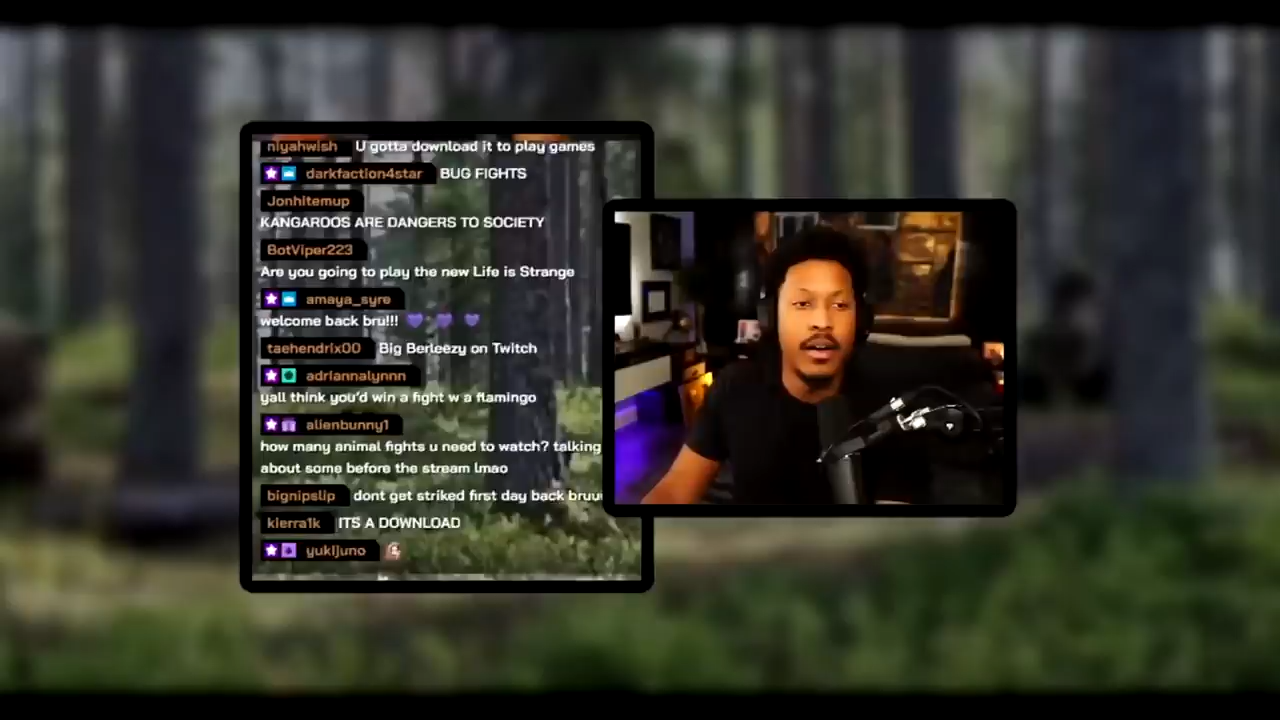 niyahwish U gotta download it to play games
darkfaction4star BUG FIGHTS
Jonhitemup
KANGAROOS ARE DANGERS TO SOCIETY
BotViper223
Are you going to play the new Life is Strange
amaya_syre
welcome back bru!!!
taehendrix00 Big Berleezy on Twitch
adriannalynnn
yall think you'd win a fight w a flamingo
alienbunny1
how many animal fights u need to watch? talking
about some before the stream lmao
bignipslip dont get striked first day back
kierra1k ITS A DOWNLOAD
yukijuno